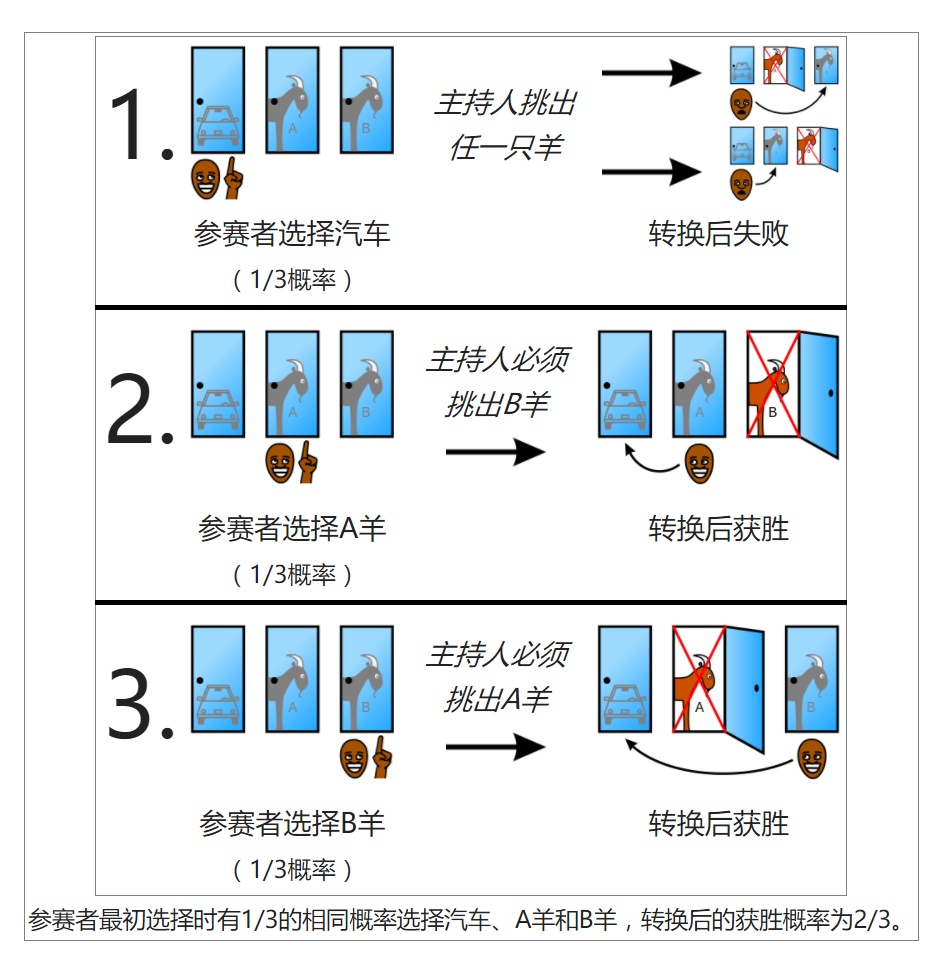 1.
A
B
主持人挑出
任一只羊
参赛者选择汽车
（1/3概率）
转换后失败
2.
A
B
主持人必须
挑出B羊
A
B
参赛者选择A羊
（1/3概率）
转换后获胜
3.
A
B
主持人必须
挑出A羊
A
B
参赛者选择B羊
（1/3概率）
转换后获胜
参赛者最初选择时有1/3的相同概率选择汽车、A羊和B羊，转换后的获胜概率为2/3。